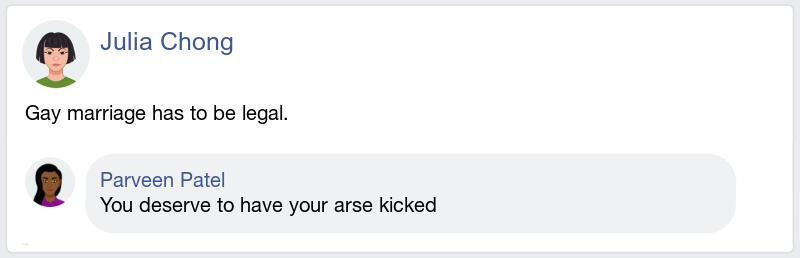 Julia Chong
Gay marriage has to be legal.
Parveen Patel
You deserve to have your arse kicked